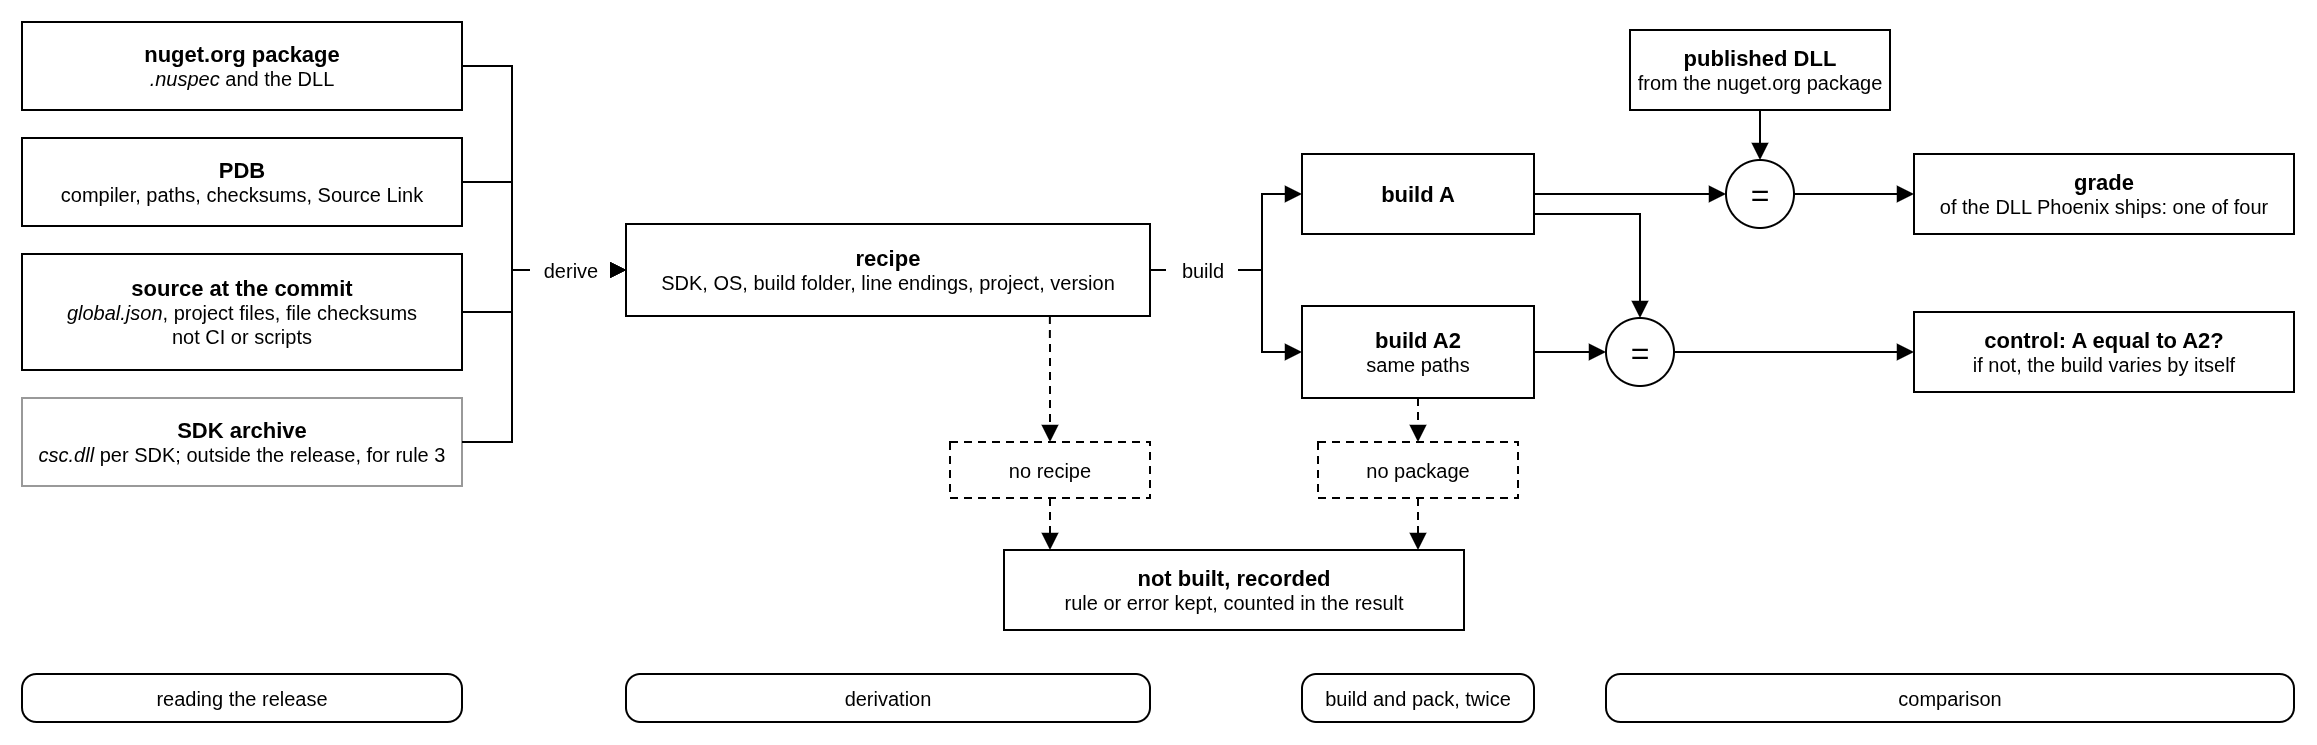 nuget.org package
.nuspec and the DLL
PDB
compiler, paths, checksums, Source Link
source at the commit
global.json, project files, file checksums
not CI or scripts
SDK archive
csc.dll per SDK; outside the release, for rule 3
derive
recipe
SDK, OS, build folder, line endings, project, version
build
build A
build A2
same paths
published DLL
from the nuget.org package
=
grade
of the DLL Phoenix ships: one of four
=
control: A equal to A2?
if not, the build varies by itself
no recipe
no package
not built, recorded
rule or error kept, counted in the result
reading the release
derivation
build and pack, twice
comparison